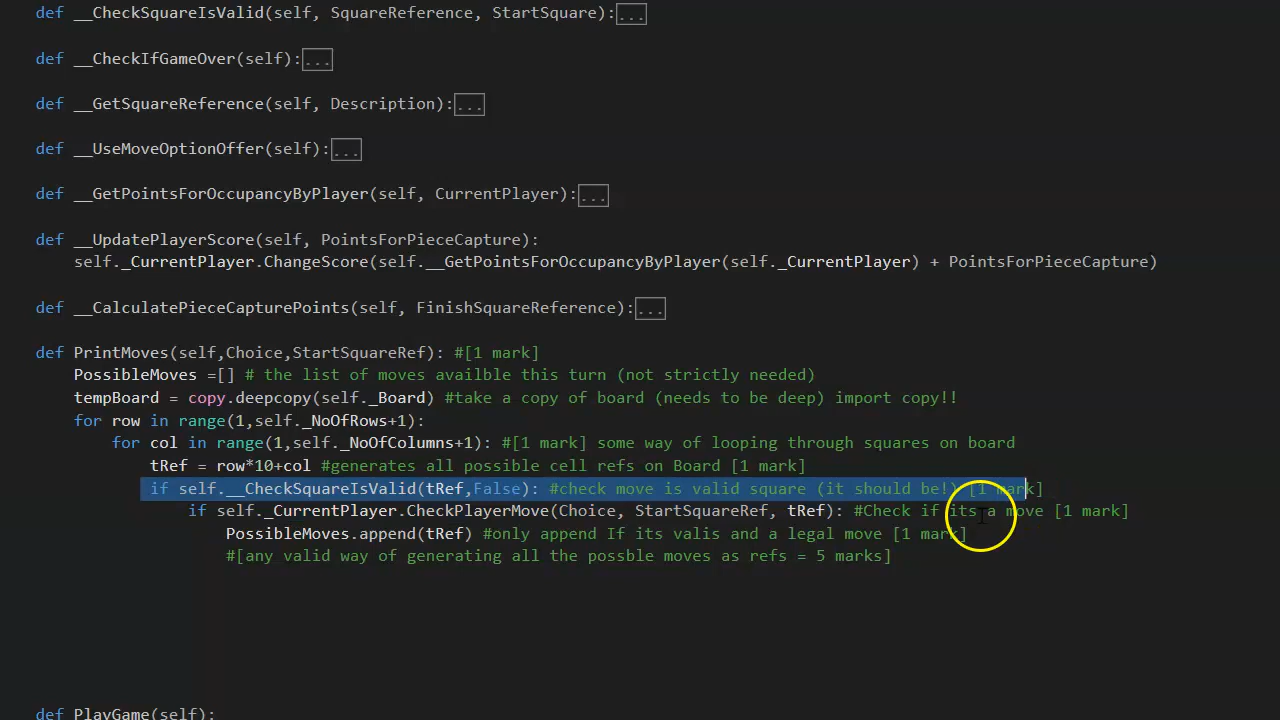 def __CheckSquareIsValid(self, SquareReference, StartSquare):...
def __CheckIfGameOver(self):...
def __GetSquareReference(self, Description):...
def __UseMoveOptionOffer(self):...
def __GetPointsForOccupancyByPlayer(self, CurrentPlayer):...
def __UpdatePlayerScore(self, PointsForPieceCapture):
self._CurrentPlayer.ChangeScore(self.__GetPointsForOccupancyByPlayer(self._CurrentPlayer) + PointsForPieceCapture)
def __CalculatePieceCapturePoints(self, FinishSquareReference):...
def PrintMoves(self,Choice,StartSquareRef): #[1 mark]
PossibleMoves =[] # the list of moves availble this turn (not strictly needed)
tempBoard = copy.deepcopy(self._Board) #take a copy of board (needs to be deep) import copy!!
for row in range(1,self._NoOfRows+1):
for col in range(1,self._NoOfColumns+1): #[1 mark] some way of looping through squares on board
tRef = row*10+col #generates all possible cell refs on Board [1 mark]
if self.__CheckSquareIsValid(tRef,False): #check move is valid square (it should be!) [1 mark]
if self._CurrentPlayer.CheckPlayerMove(Choice, StartSquareRef, tRef): #Check if its a move [1 mark]
PossibleMoves.append(tRef) #only append If its valis and a legal move [1 mark]
#[any valid way of generating all the possble moves as refs = 5 marks]
def PlayGame(self):